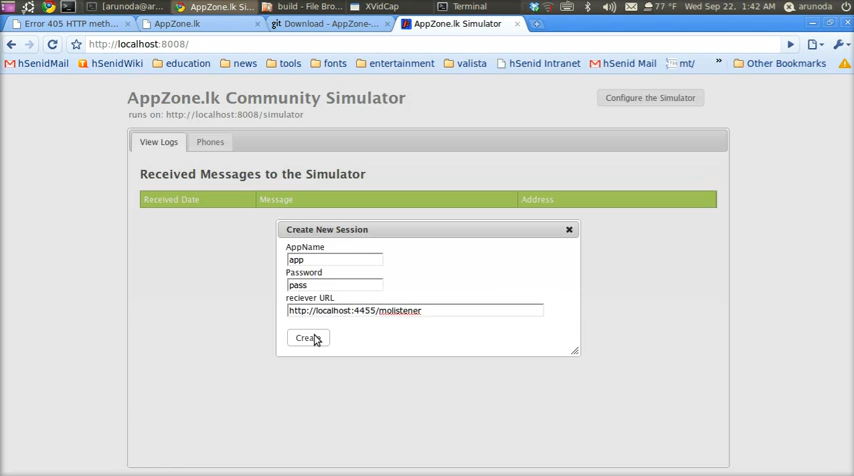 [arunoda@ar...
AppZone.lk Si...
build - File Bro...
XVidCap
Terminal
77 °F Wed Sep 22, 1:42 AM arunoda
Error 405 HTTP meth...
AppZone.lk
git Download - AppZone-...
AppZone.lk Simulator
http://localhost:8008/
hSenidMail
hSenidWiki
education
news
tools
fonts
entertainment
valista
hSenid Intranet
hSenid Mail
mt/
»
Other Bookmarks
AppZone.lk Community Simulator
Configure the Simulator
runs on: http://localhost:8008/simulator
View Logs
Phones
Received Messages to the Simulator
Received Date
Message
Address
Create New Session
AppName
app
Password
pass
reciever URL
http://localhost:4455/molistener
Create